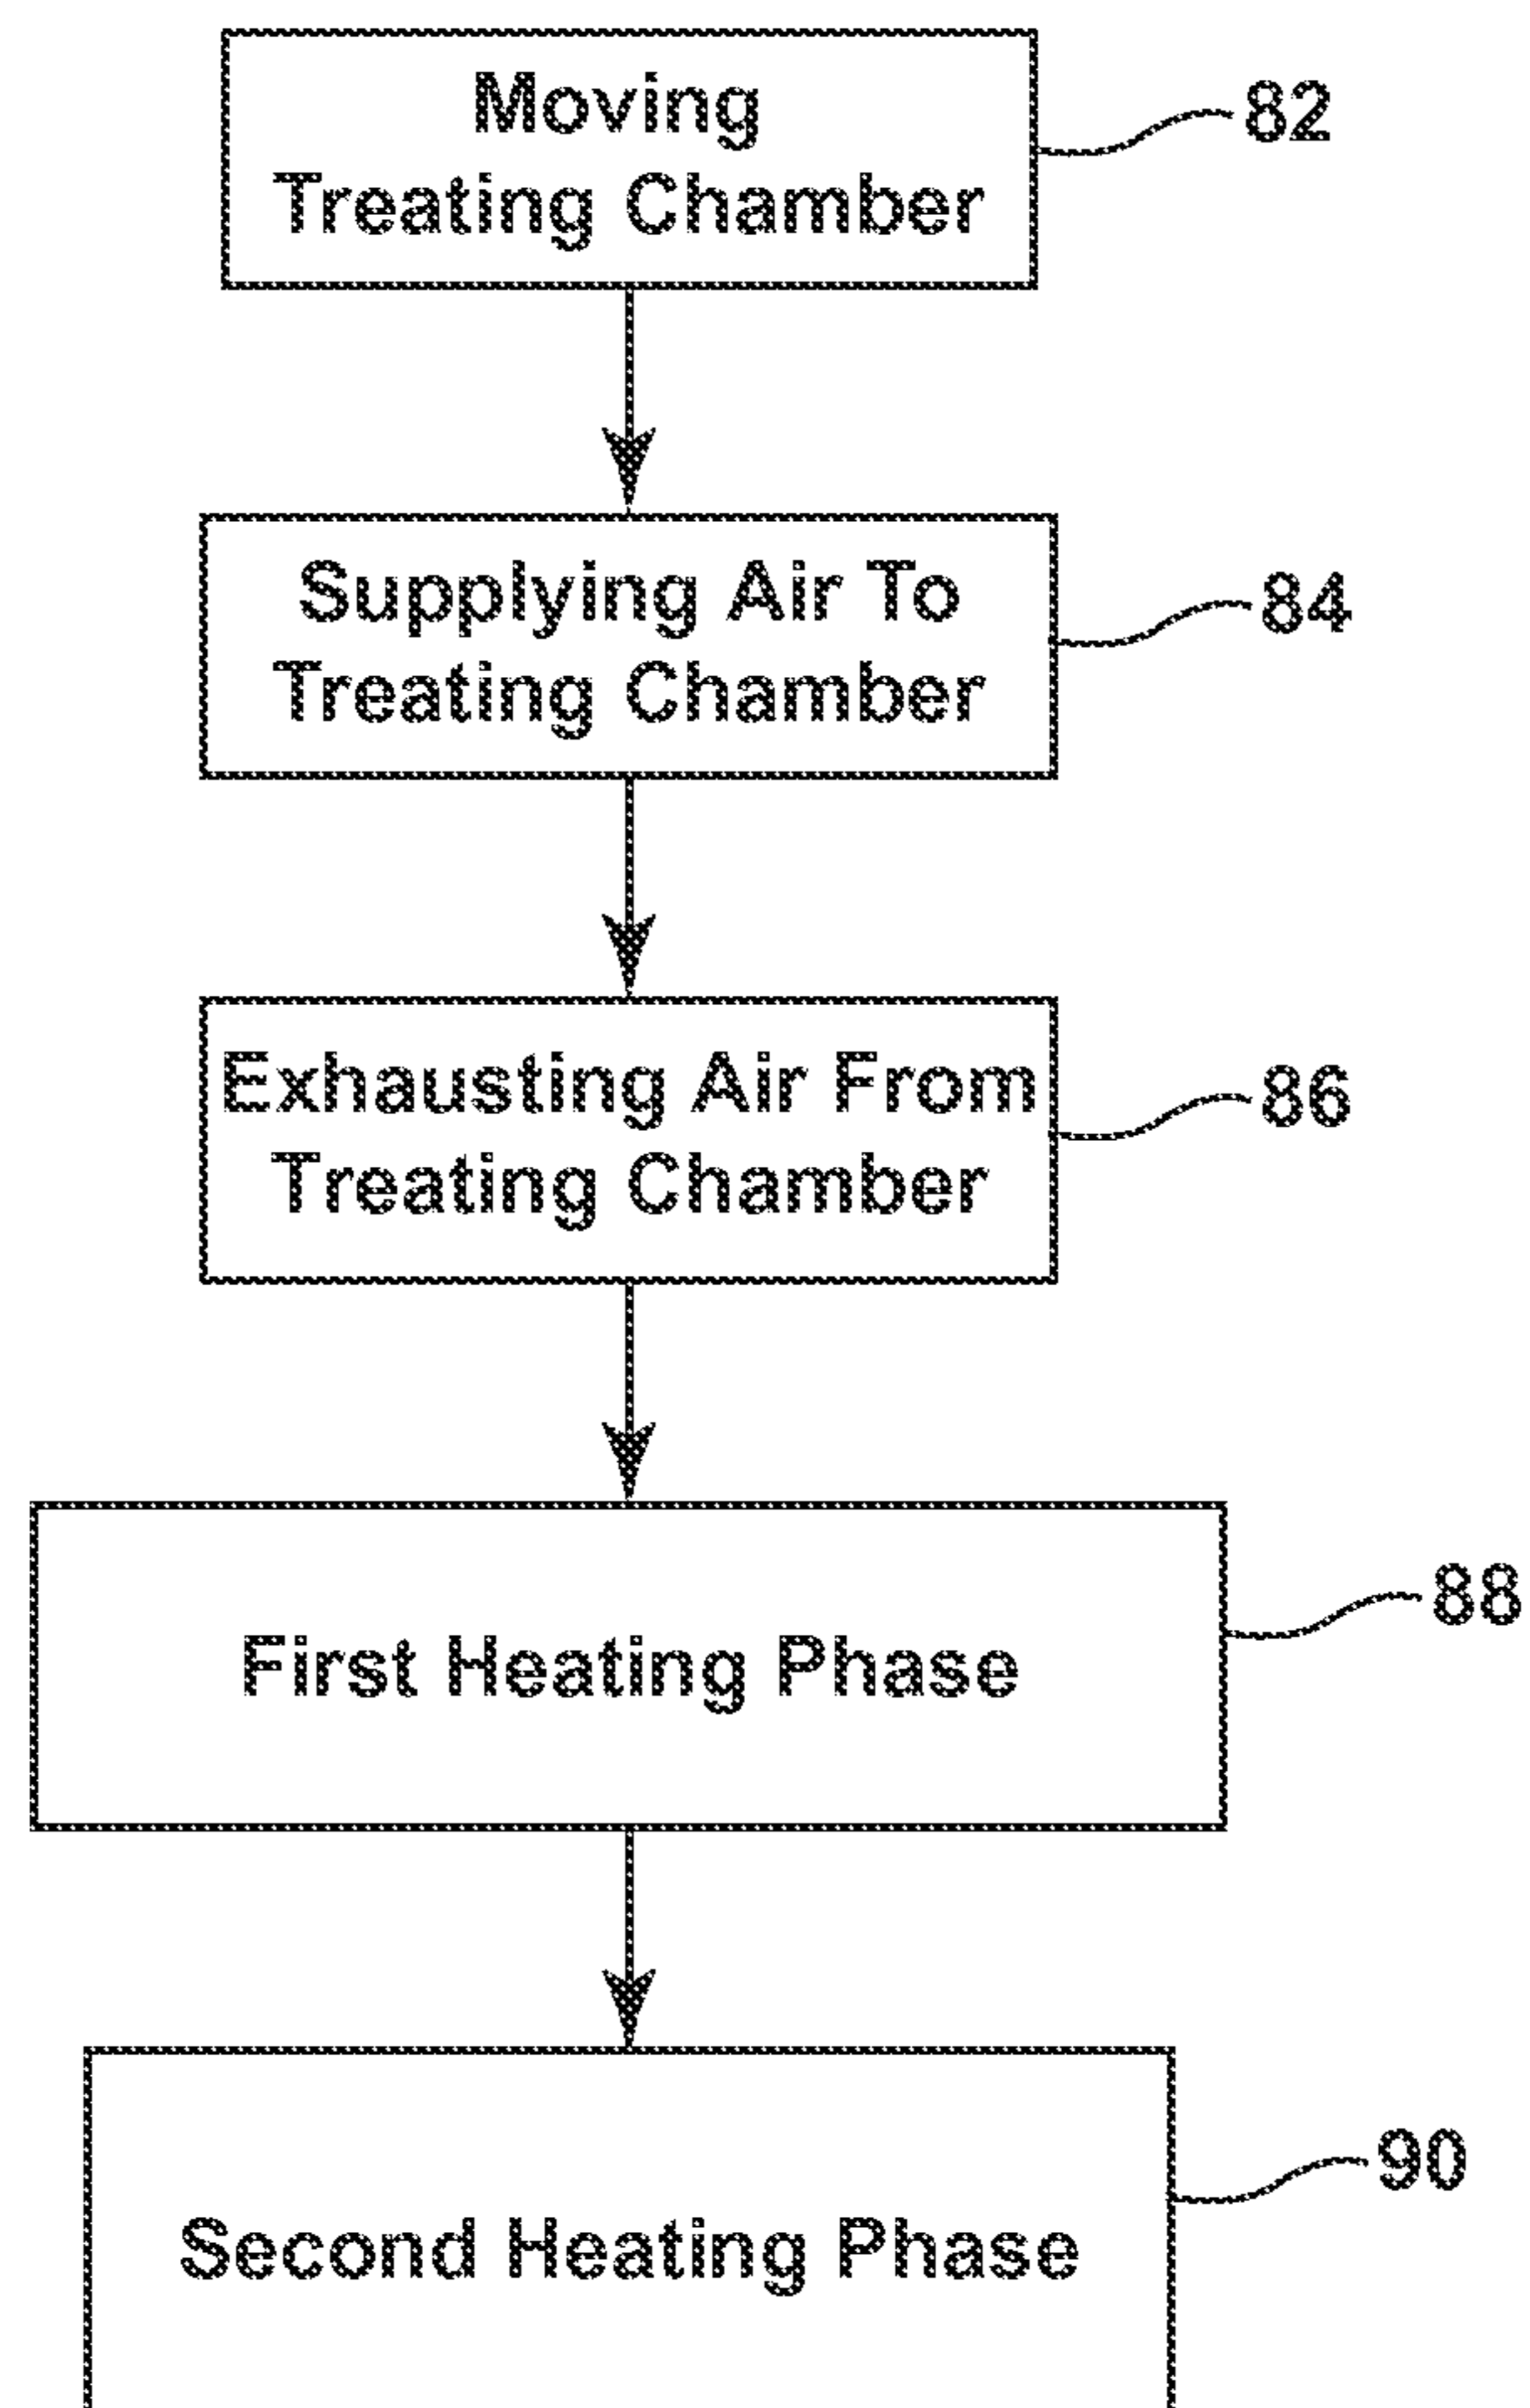 Moving
Treating Chamber
82
Supplying Air To
Treating Chamber
84
Exhausting Air From
Treating Chamber
86
First Heating Phase
88
Second Heating Phase
90